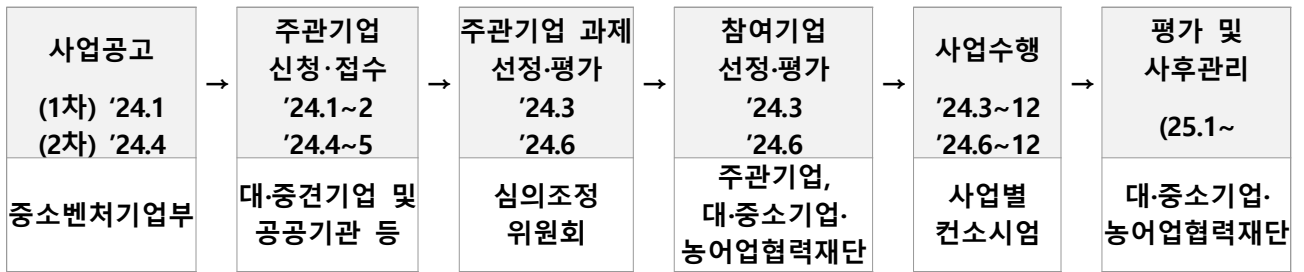 사업공고
(1차) ‘24.1
(2차) ’24.4
중소벤처기업부
→
주관기업
신청·접수
’24.1~2
’24.4~5
대·중견기업 및
공공기관 등
→
주관기업 과제
선정·평가
’24.3
’24.6
심의조정
위원회
→
참여기업
선정·평가
’24.3
’24.6
주관기업,
대·중소기업·
농어업협력재단
→
사업수행
’24.3~12
’24.6~12
사업별
컨소시엄
→
평가 및
사후관리
(25.1~
대·중소기업·
농어업협력재단